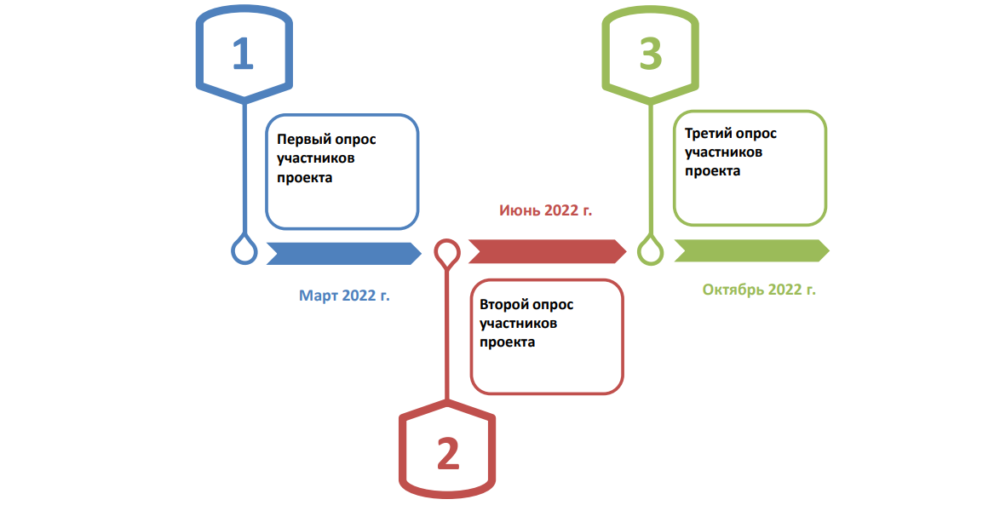 1
Первый опрос
участников
проекта
Март 2022 г.
2
Июнь 2022 г.
Второй опрос
участников
проекта
3
Третий опрос
участников
проекта
Октябрь 2022 г.